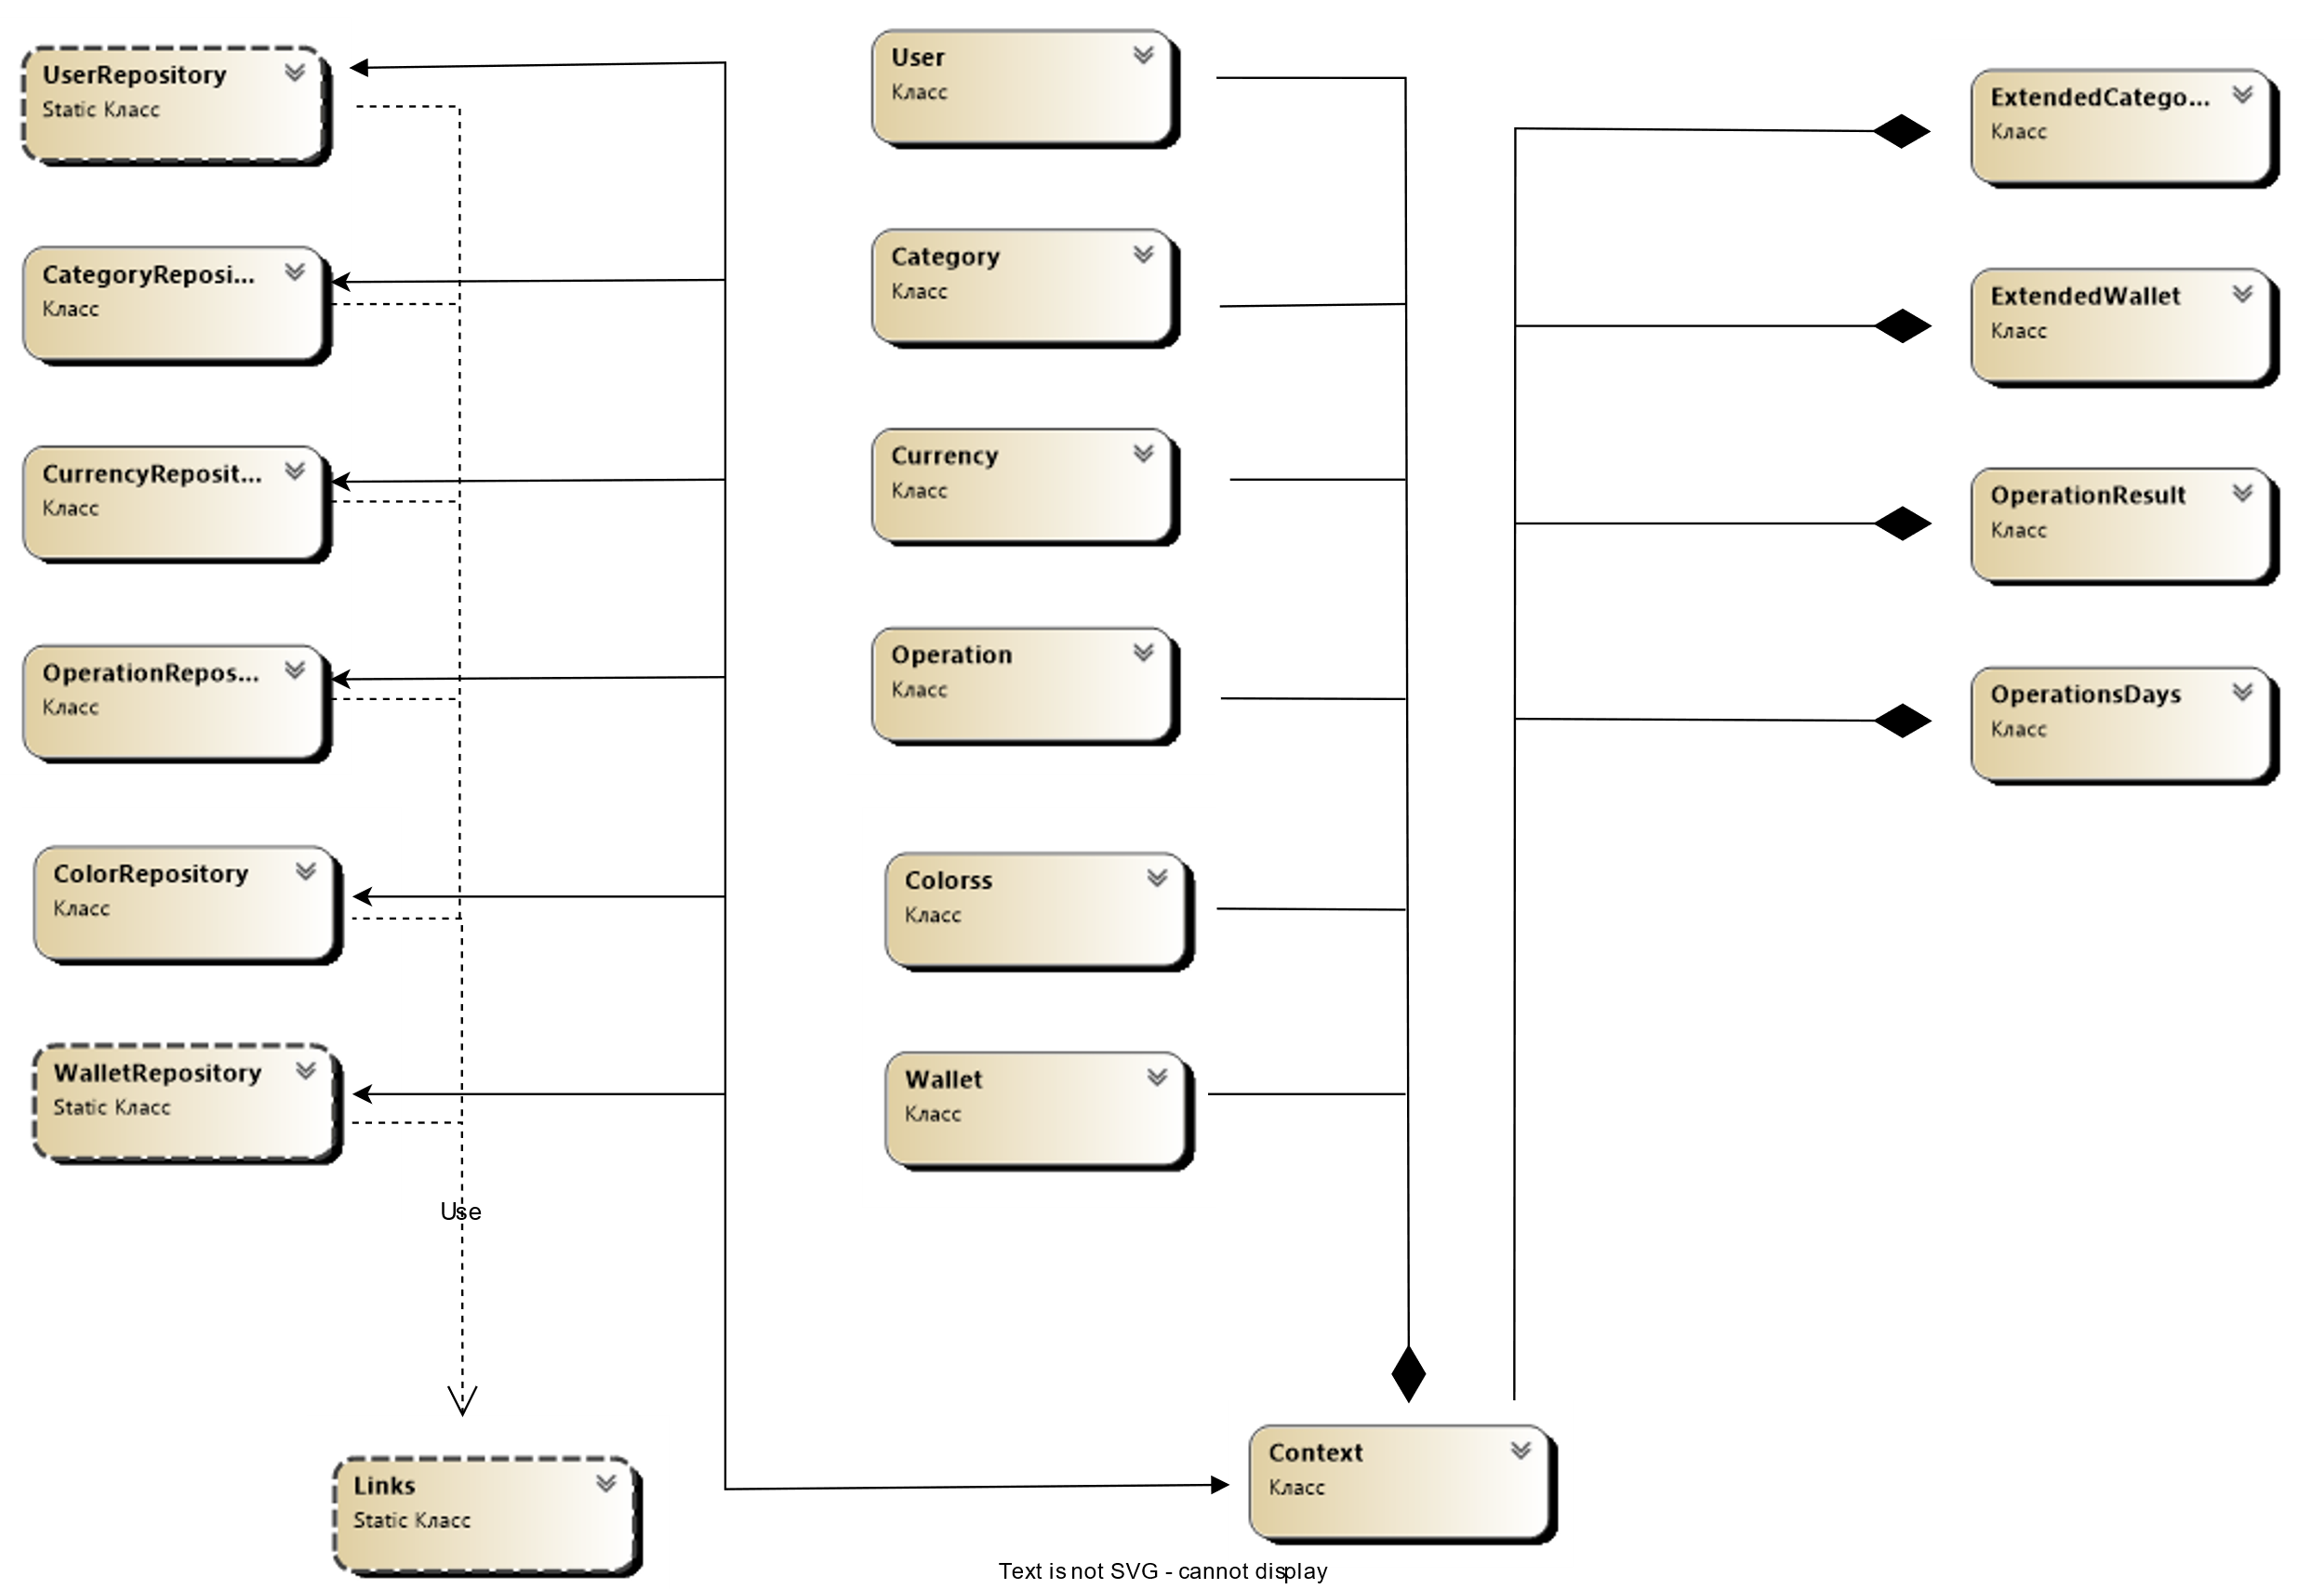 UserRepository
Static Класс
CategoryReposi...
Класс
CurrencyReposit...
Класс
OperationRepos...
Класс
ColorRepository
Класс
WalletRepository
Static Класс
Use
Links
Static Класс
User
Класс
Category
Класс
Currency
Класс
Operation
Класс
Colorss
Класс
Wallet
Класс
Context
Класс
ExtendedCatego...
Класс
ExtendedWallet
Класс
OperationResult
Класс
OperationsDays
Класс
Text is not SVG - cannot display